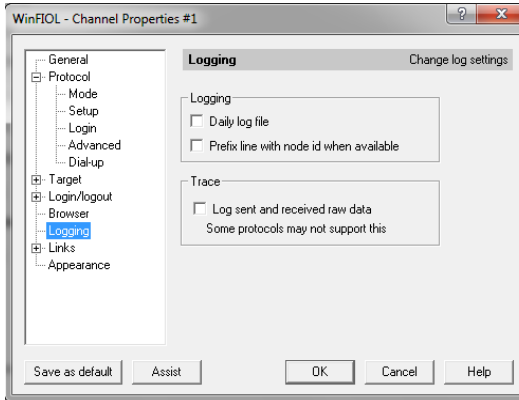 WinFIOL - Channel Properties #1
General
Protocol
Mode
Setup
Login
Advanced
Dial-up
Target
Login/logout
Browser
Logging
Links
Appearance
Logging Change log settings
Logging
Daily log file
Prefix line with node id when available
Trace
Log sent and received raw data
Some protocols may not support this
Save as default Assist OK Cancel Help